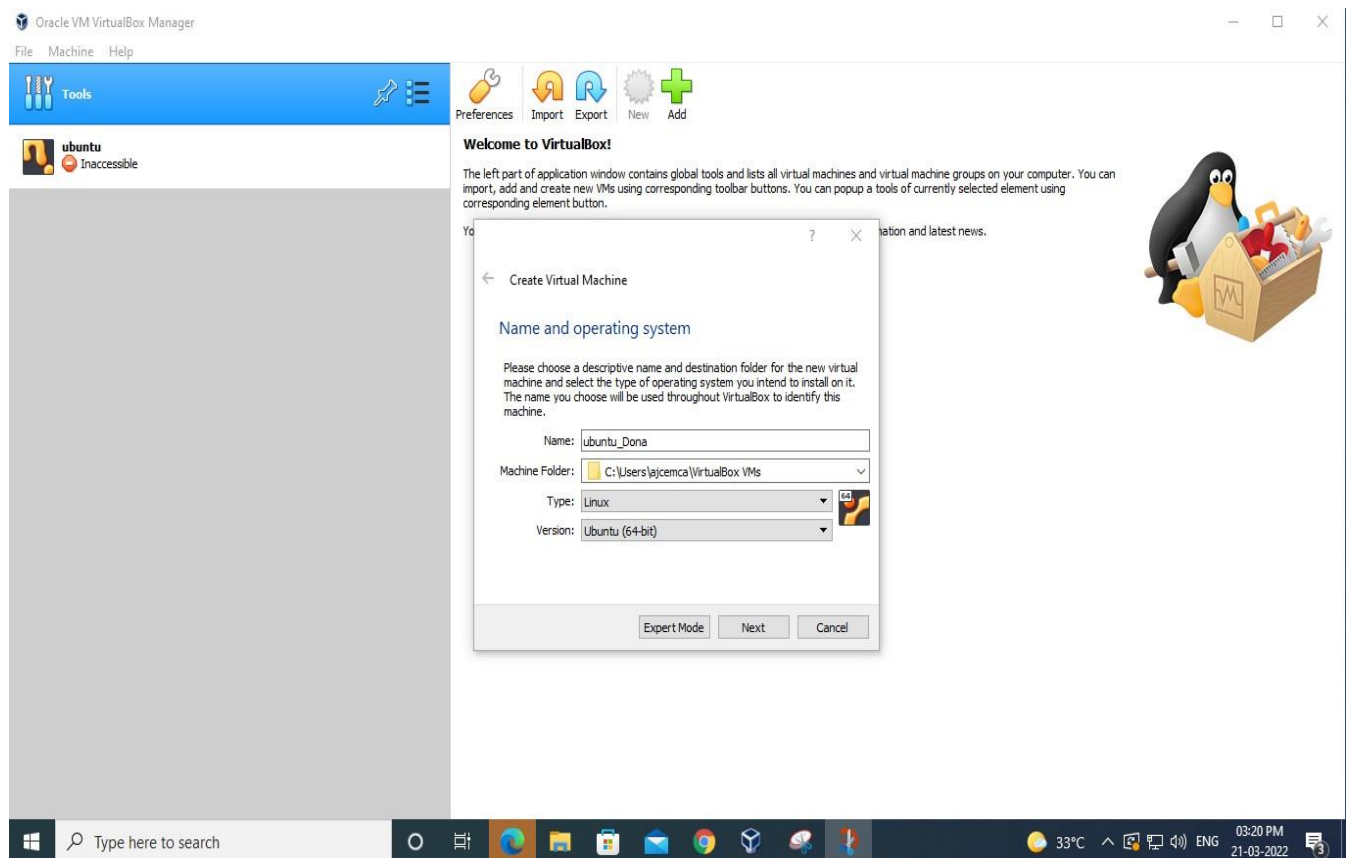 Oracle VM VirtualBox Manager
File Machine Help
Tools
ubuntu
Inaccessible
Preferences Import Export New Add
Welcome to VirtualBox!
The left part of application window contains global tools and lists all virtual machines and virtual machine groups on your computer. You can
import, add and create new VMs using corresponding toolbar buttons. You can popup a tools of currently selected element using
corresponding element button.
Yo
ation and latest news.
?
Create Virtual Machine
Name and operating system
Please choose a descriptive name and destination folder for the new virtual
machine and select the type of operating system you intend to install on it.
The name you choose will be used throughout VirtualBox to identify this
machine.
Name: ubuntu_Dona
Machine Folder: C:\Users\ajcemca\VirtualBox VMs
Type: Linux
64
Version: Ubuntu (64-bit)
Expert Mode Next Cancel
Type here to search
33°C ENG 03:20 PM
21-03-2022
3